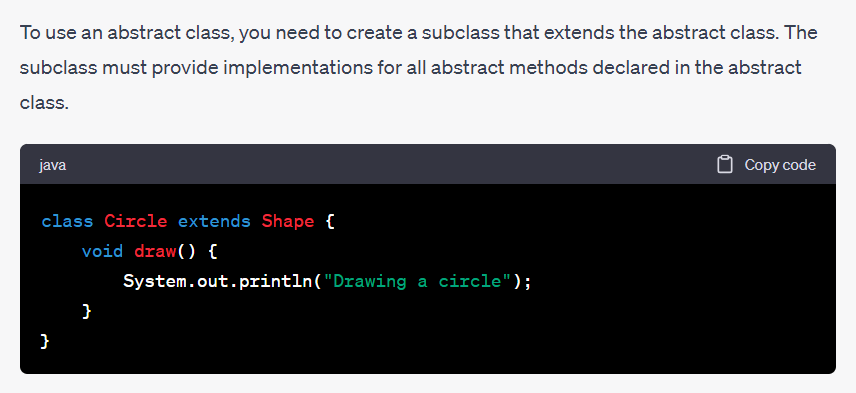 To use an abstract class, you need to create a subclass that extends the abstract class. The
subclass must provide implementations for all abstract methods declared in the abstract
class.
java
Copy code
class Circle extends Shape {
    void draw() {
        System.out.println("Drawing a circle");
    }
}